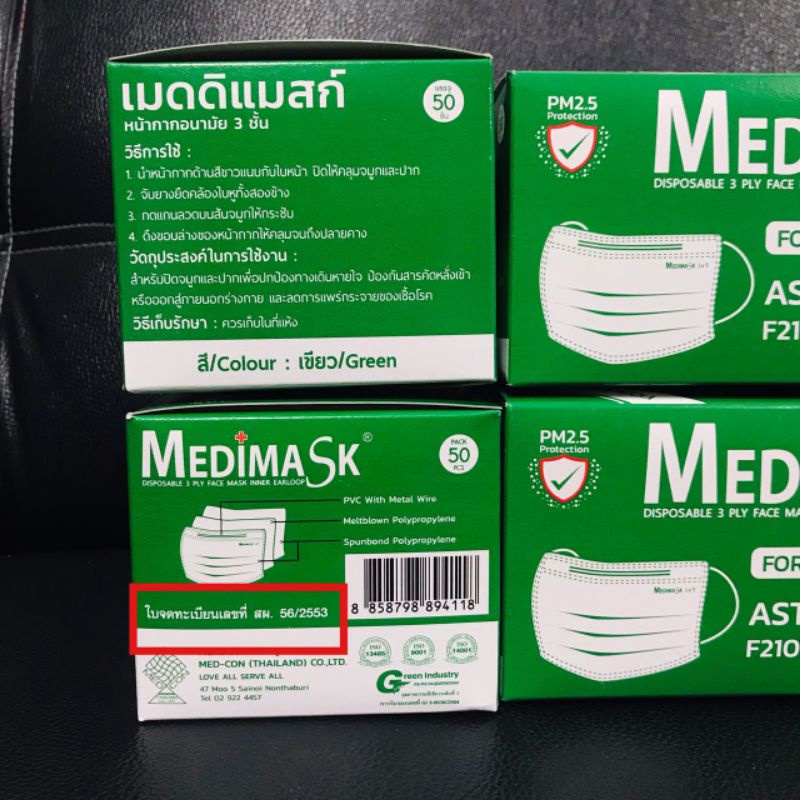 เมดดิแมสก์
หน้ากากอนามัย 3 ชั้น
บรรจุ
50
ชิ้น
วิธีการใช้ :
1. นำหน้ากากด้านสีขาวแนบกับใบหน้า ปิดให้คลุมจมูกและปาก
2. จับยางยืดคล้องใบหูทั้งสองข้าง
3. กดแกนลวดบนสันจมูกให้กระชับ
4. ดึงขอบล่างของหน้ากากให้คลุมจนถึงปลายคาง
วัตถุประสงค์ในการใช้งาน :
สำหรับปิดจมูกและปากเพื่อปกป้องทางเดินหายใจ ป้องกันสารคัดหลั่งเข้า
หรือออกสู่ภายนอกร่างกาย และลดการแพร่กระจายของเชื้อโรค
วิธีเก็บรักษา : ควรเก็บในที่แห้ง
สี/Colour : เขียว/Green
PM2.5
Protection
MED
DISPOSABLE 3 PLY FACE
MEDIMASK
FO
AS
F21
MEDIMASK®
DISPOSABLE 3 PLY FACE MASK INNER EARLOOP
PACK
50
PCS
PVC With Metal Wire
Meltblown Polypropylene
Spunbond Polypropylene
8 858798 894118
ใบจดทะเบียนเลขที่ สผ. 56/2553
MED-CON (THAILAND) CO.,LTD.
LOVE ALL SERVE ALL
47 Moo 5 Sainoi Nonthaburi
Tel 02 922 4457
ISO
13485
ISO
9001
ISO
14001
Green Industry
PM2.5
Protection
MED
DISPOSABLE 3 PLY FACE MA
MEDIMASK
FOR
AST
F210